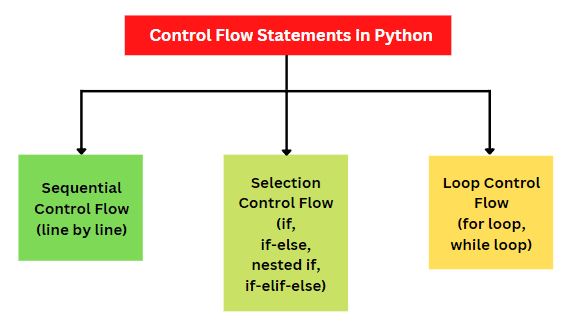 Control Flow Statements In Python
Sequential
Control Flow
(line by line)
Selection
Control Flow
(if,
if-else,
nested if,
if-elif-else)
Loop Control
Flow
(for loop,
while loop)